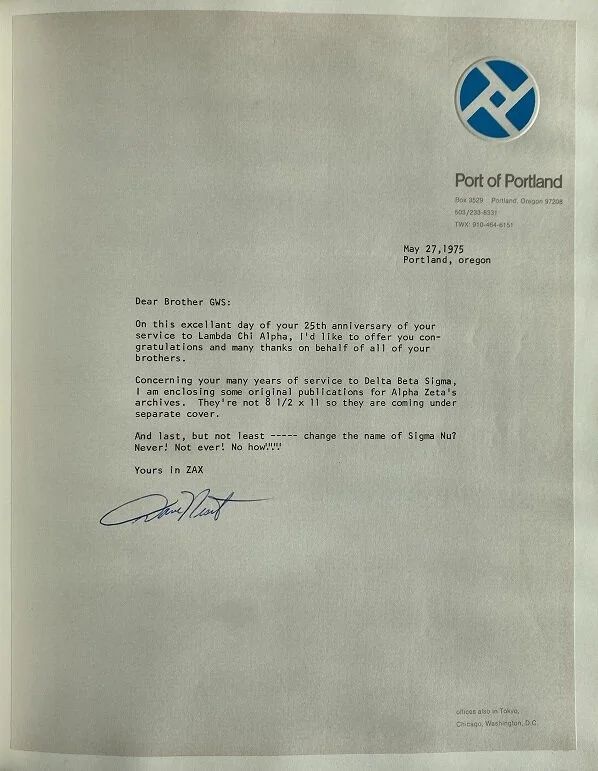 Port of Portland
Box 3529 Portland, Oregon 97208
503/233-8331
TWX: 910-464-6151
May 27,1975
Portland, oregon
Dear Brother GWS:
On this excellant day of your 25th anniversary of your
service to Lambda Chi Alpha, I'd like to offer you con-
gratulations and many thanks on behalf of all of your
brothers.
Concerning your many years of service to Delta Beta Sigma,
I am enclosing some original publications for Alpha Zeta's
archives. They're not 8 1/2 x 11 so they are coming under
separate cover.
And last, but not least ----- change the name of Sigma Nu?
Never! Not ever! No how!!!!
Yours in ZAX
offices also in Tokyo,
Chicago, Washington, D.C.